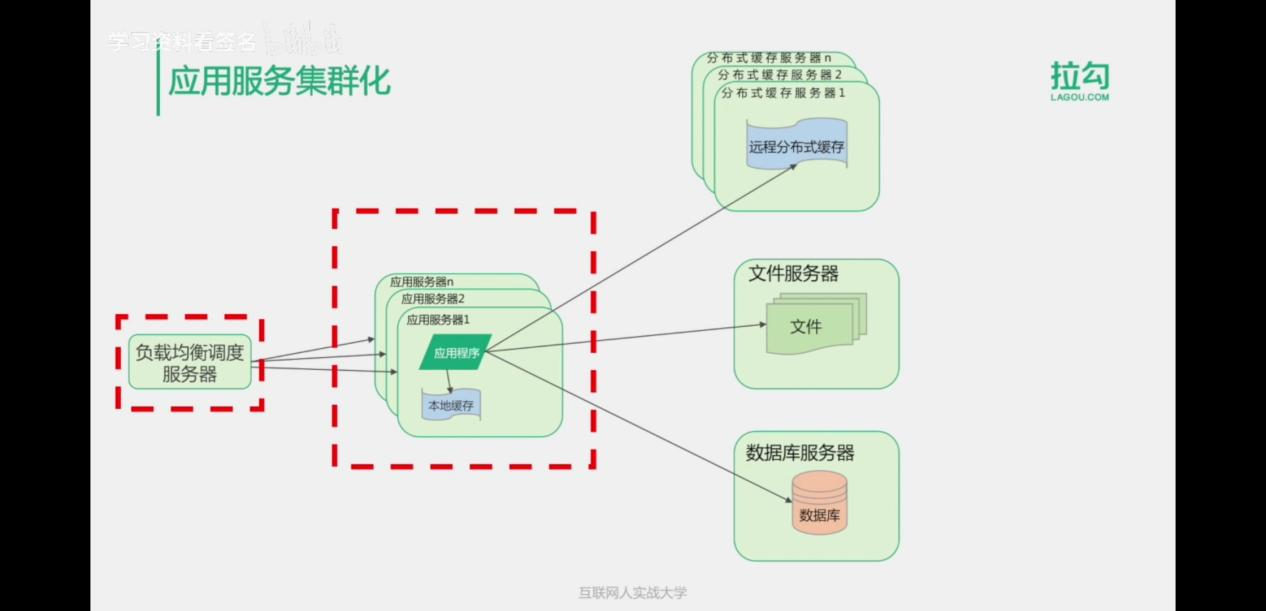 学习资料看签名
应用服务集群化
拉勾
LAGOU.COM
分布式缓存服务器n
分布式缓存服务器2
分布式缓存服务器1
远程分布式缓存
应用服务器n
应用服务器2
应用服务器1
应用程序
本地缓存
负载均衡调度
服务器
文件服务器
文件
数据库服务器
数据库
互联网人实战大学